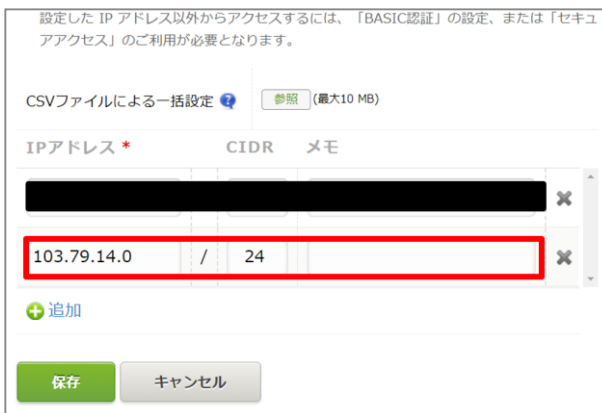 設定した IP アドレス以外からアクセスするには、「BASIC認証」の設定、または「セキュ
アアクセス」のご利用が必要となります。
CSVファイルによる一括設定 ? 参照 (最大10 MB)
IPアドレス * CIDR メモ
103.79.14.0 / 24
追加
保存 キャンセル